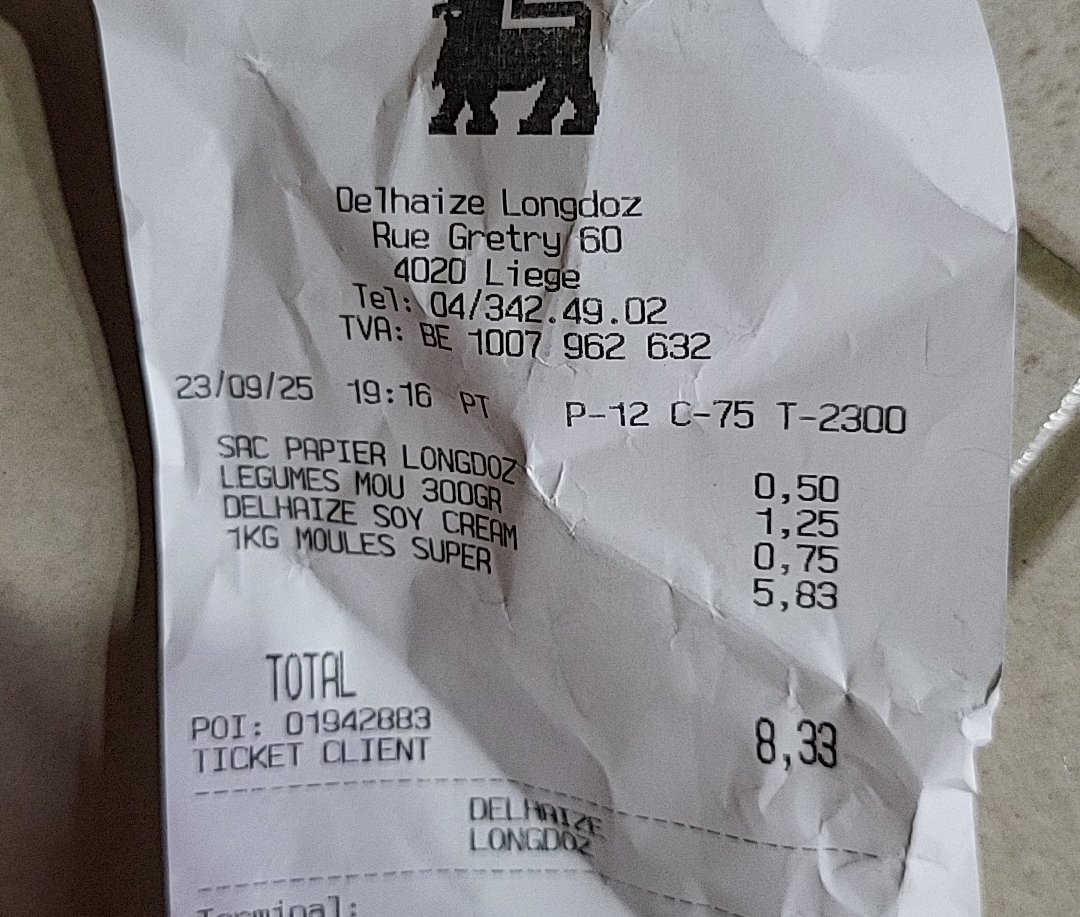 Delhaize Longdoz
Rue Gretry 60
4020 Liege
Tel: 04/342.49.02
TVA: BE 1007 962 632
23/09/25 19:16 PT P-12 C-75 T-2300
SAC PAPIER LONGDOZ 0,50
LEGUMES MOU 300GR 1,25
DELHAIZE SOY CREAM 0,75
1KG MOULES SUPER 5,83
TOTAL 8,33
POI: 01942883
TICKET CLIENT
DELHAIZE
LONGDOZ
Terminal: